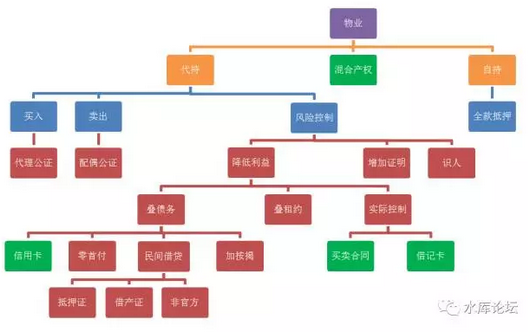 物业
代持
混合产权
自持
买入
卖出
风险控制
全款抵押
代理公证
配偶公证
降低利益
增加证明
识人
叠债务
叠租约
实际控制
信用卡
零首付
民间借贷
加按揭
买卖合同
借记卡
抵押证
借产证
非官方
水库论坛